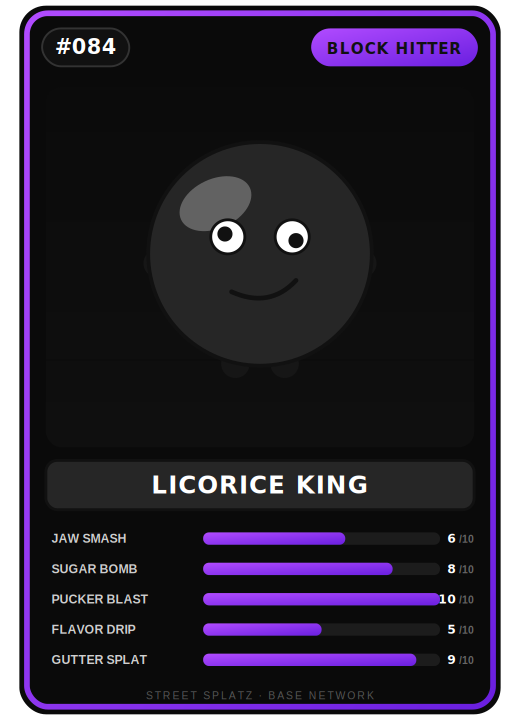 #084
BLOCK HITTER
LICORICE KING
JAW SMASH 6 /10
SUGAR BOMB 8 /10
PUCKER BLAST 10 /10
FLAVOR DRIP 5 /10
GUTTER SPLAT 9 /10
STREET SPLATZ · BASE NETWORK